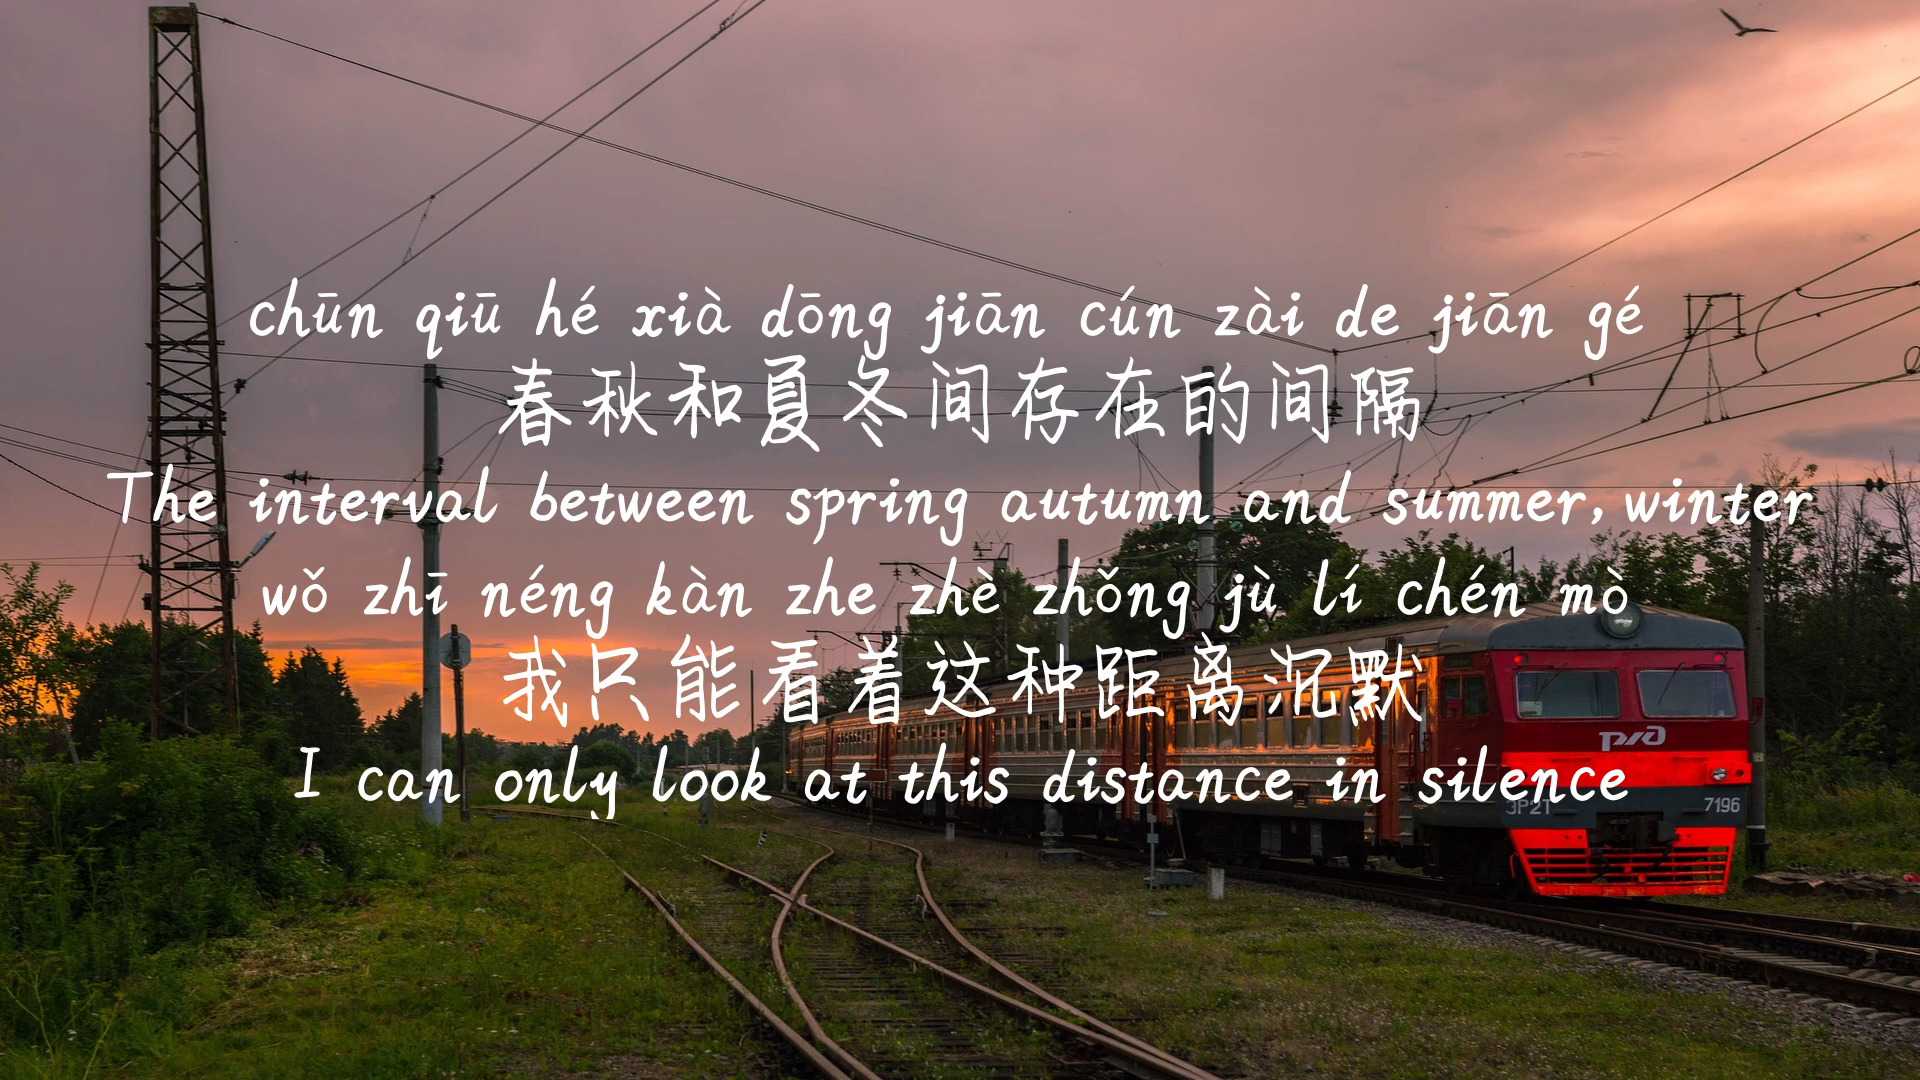 chūn qiū hé xià dōng jiān cún zài de jiān gé
春秋和夏冬间存在的间隔
The interval between spring autumn and summer,winter
wǒ zhī néng kàn zhe zhè zhǒng jù lí chén mò
我只能看着这种距离沉默
I can only look at this distance in silence
ржд
ЭР2Т 7196